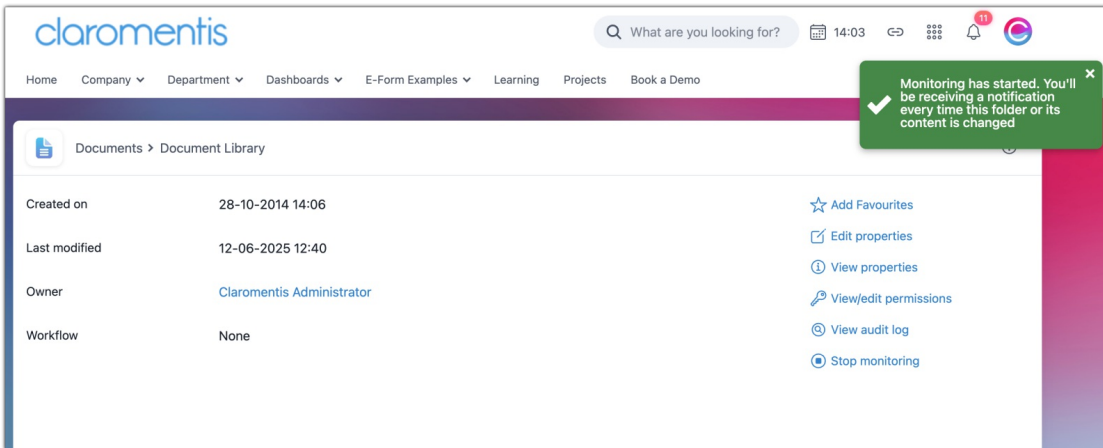 claromentis
What are you looking for?
14:03
11
Home
Company
Department
Dashboards
E-Form Examples
Learning
Projects
Book a Demo
Monitoring has started. You'll
be receiving a notification
every time this folder or its
content is changed
Documents > Document Library
Created on
28-10-2014 14:06
Last modified
12-06-2025 12:40
Owner
Claromentis Administrator
Workflow
None
Add Favourites
Edit properties
View properties
View/edit permissions
View audit log
Stop monitoring